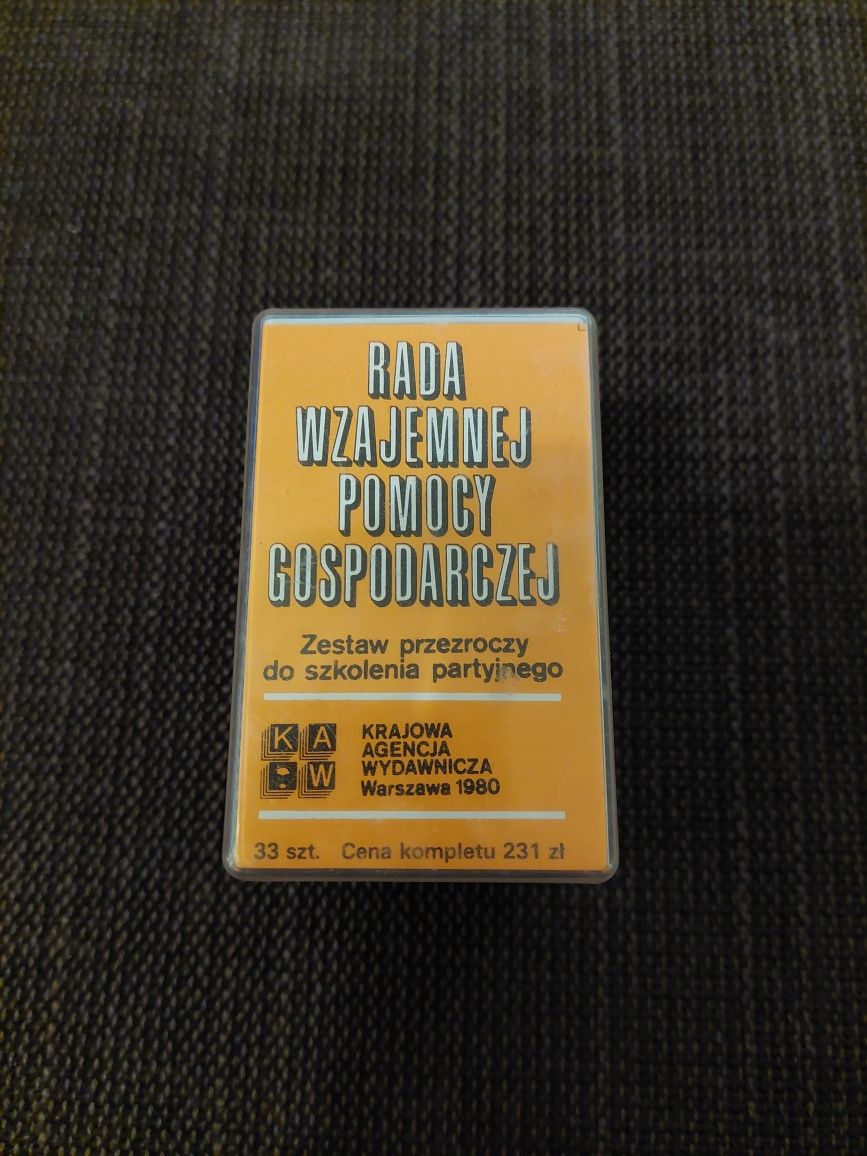 RADA
WZAJEMNEJ
POMOCY
GOSPODARCZEJ
Zestaw przezroczy
do szkolenia partyjnego
K A
W
KRAJOWA
AGENCJA
WYDAWNICZA
Warszawa 1980
33 szt. Cena kompletu 231 zł